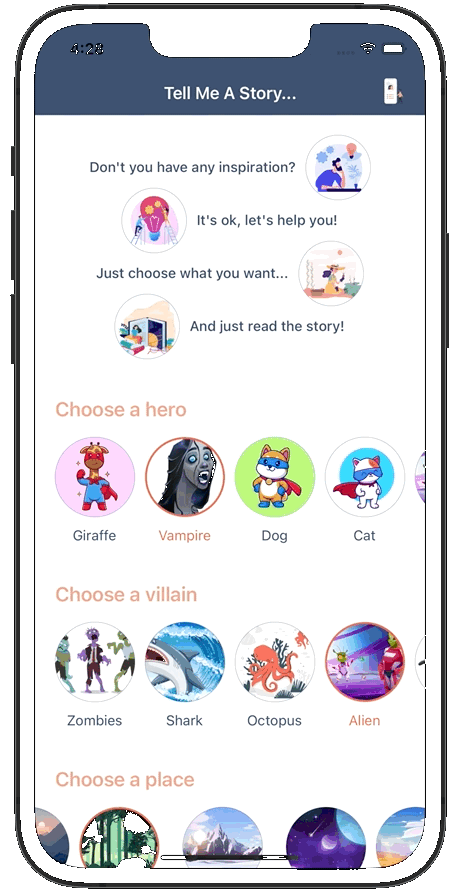 4:28
Tell Me A Story...
Don't you have any inspiration?
It's ok, let's help you!
Just choose what you want...
And just read the story!
Choose a hero
Giraffe
Vampire
Dog
Cat
Choose a villain
Zombies
Shark
Octopus
Alien
Choose a place